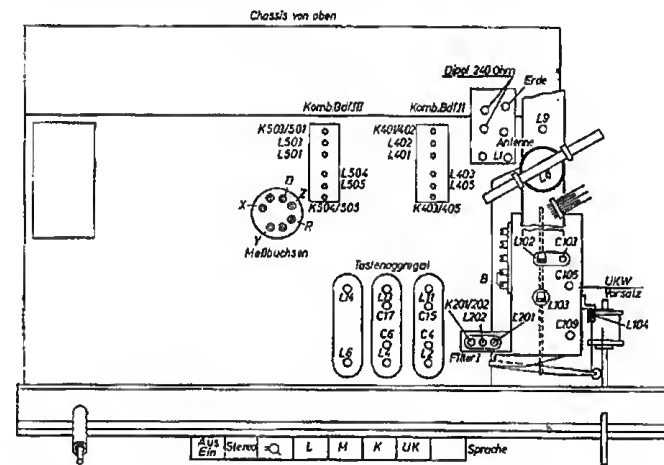 Chassis von oben
Dipol 240 Ohm
Erde
Komb. Bdf. III
Komb. Bdf. II
K503/501
L503
L501
L504
L505
K504/505
K401/402
L402
L401
L403
L405
K403/405
Antenne
L1
L9
X
D
Z
R
Y
Meßbuchsen
L102
C103
C105
L103
C109
B
UKW
Vorsatz
L104
Tastenaggregat
L14
L6
L13
C17
C6
L4
L11
C15
C4
L2
K201/202
L202
L201
Filter I
Aus
Ein
Stereo
L
M
K
UK
Sprache